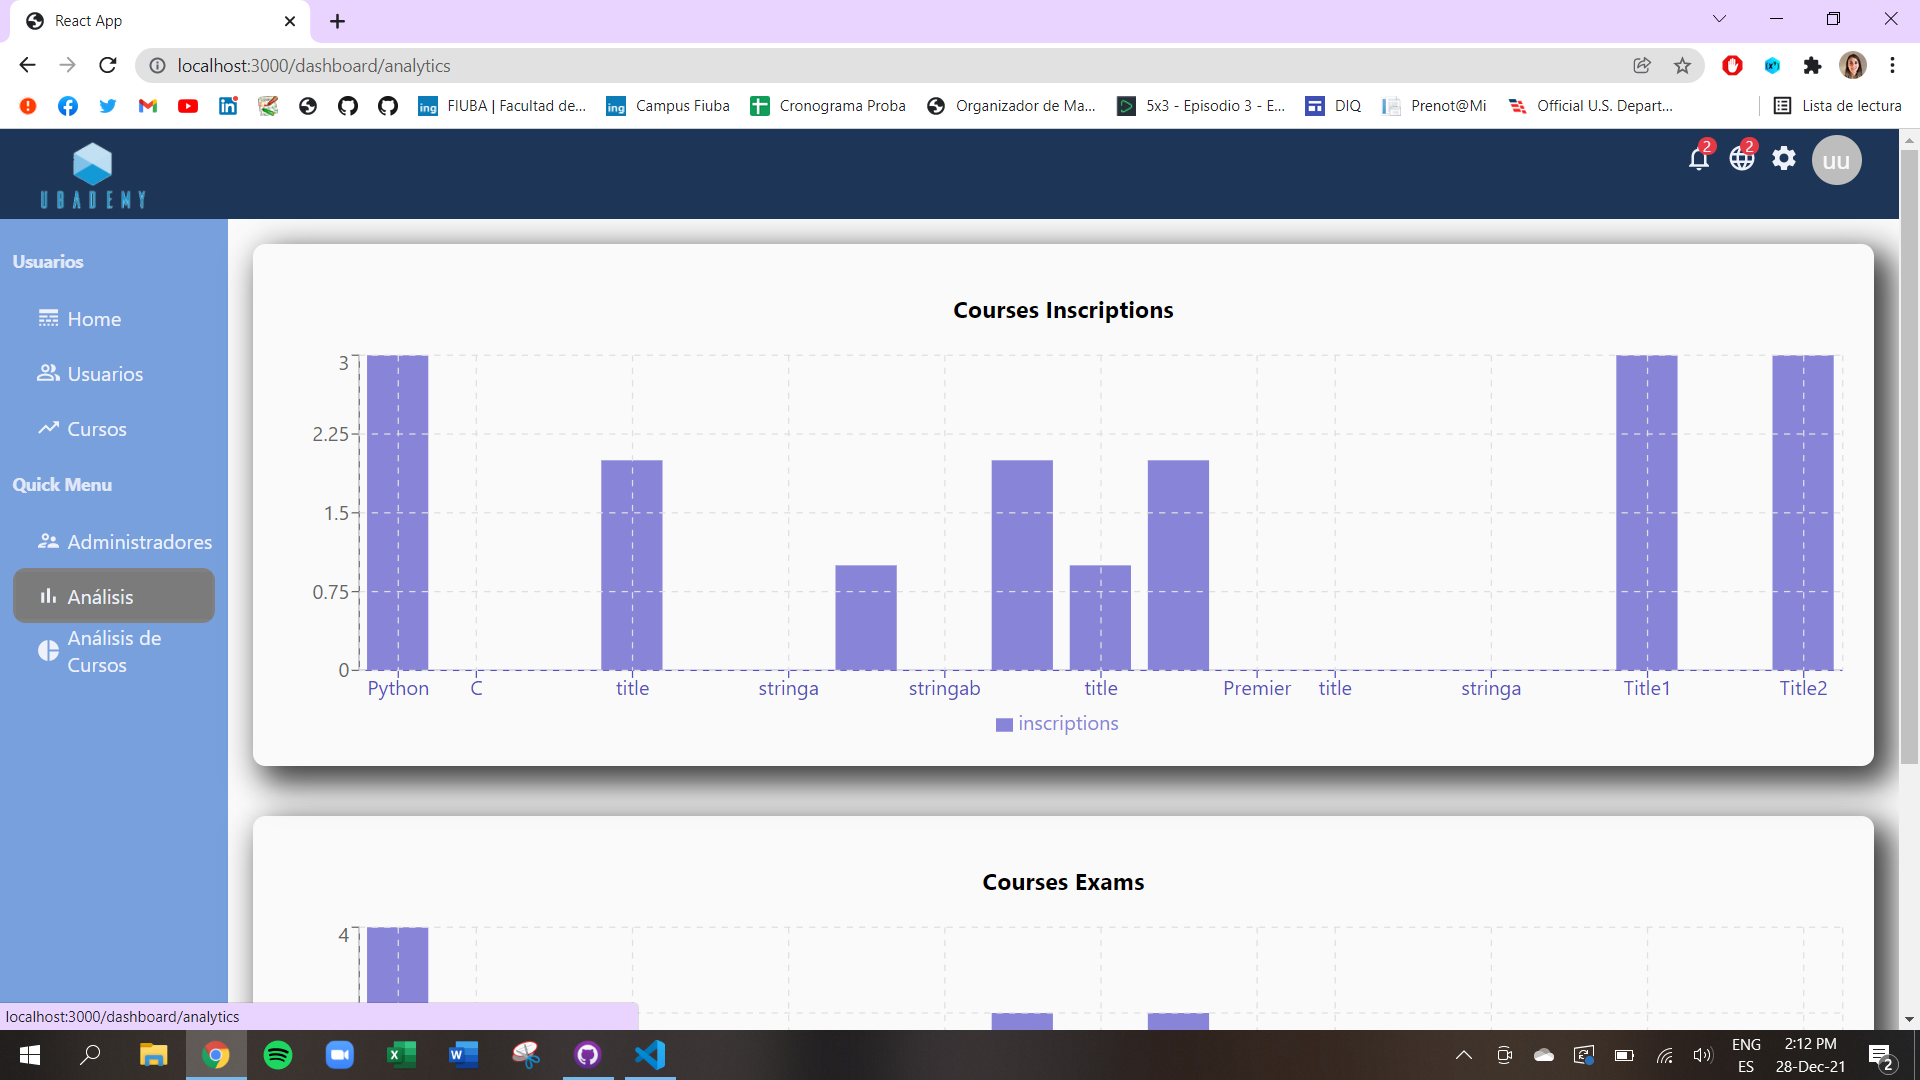 React App
localhost:3000/dashboard/analytics
FIUBA | Facultad de...
Campus Fiuba
Cronograma Proba
Organizador de Ma...
5x3 - Episodio 3 - E...
DIQ
Prenot@Mi
Official U.S. Depart...
Lista de lectura
UBADEMY
2
2
uu
Usuarios
Home
Usuarios
Cursos
Quick Menu
Administradores
Análisis
Análisis de
Cursos
Courses Inscriptions
3
2.25
1.5
0.75
0
Python C title stringa stringab title Premier title stringa Title1 Title2
inscriptions
Courses Exams
4
localhost:3000/dashboard/analytics
ENG
ES
2:12 PM
28-Dec-21
2